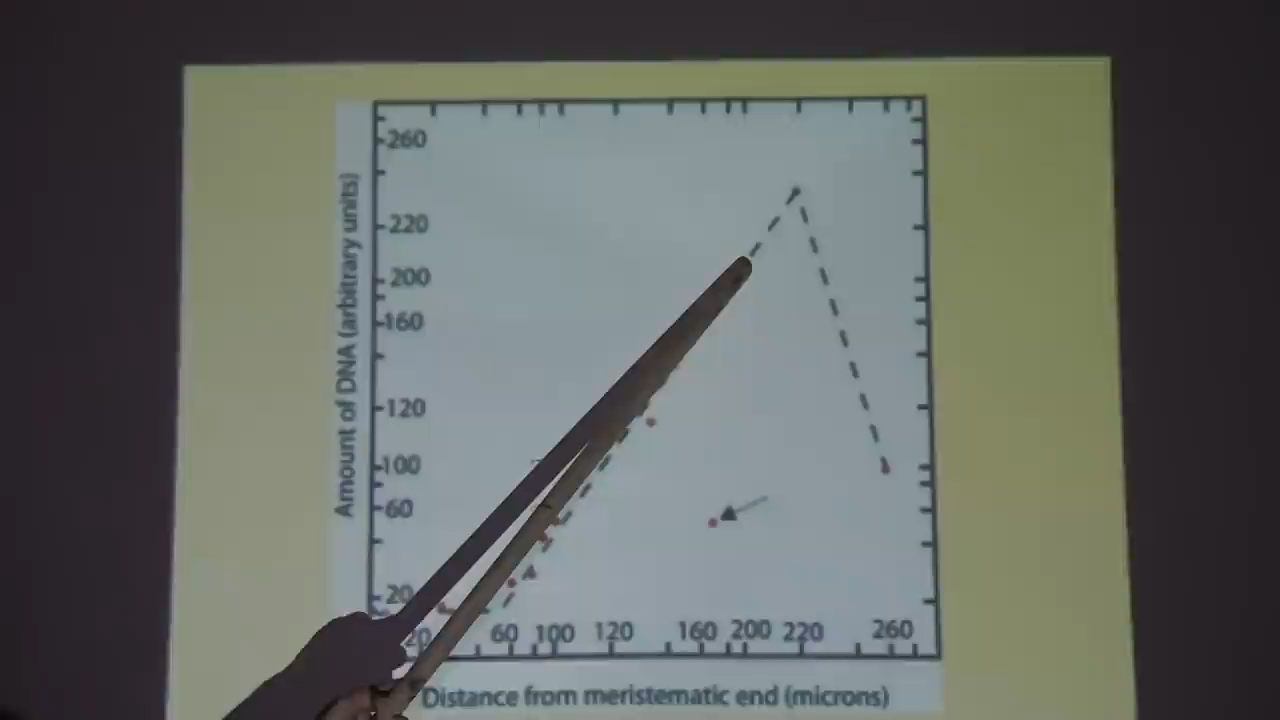 Amount of DNA (arbitrary units)
260
220
200
160
120
100
60
20
20 60 100 120 160 200 220 260
Distance from meristematic end (microns)